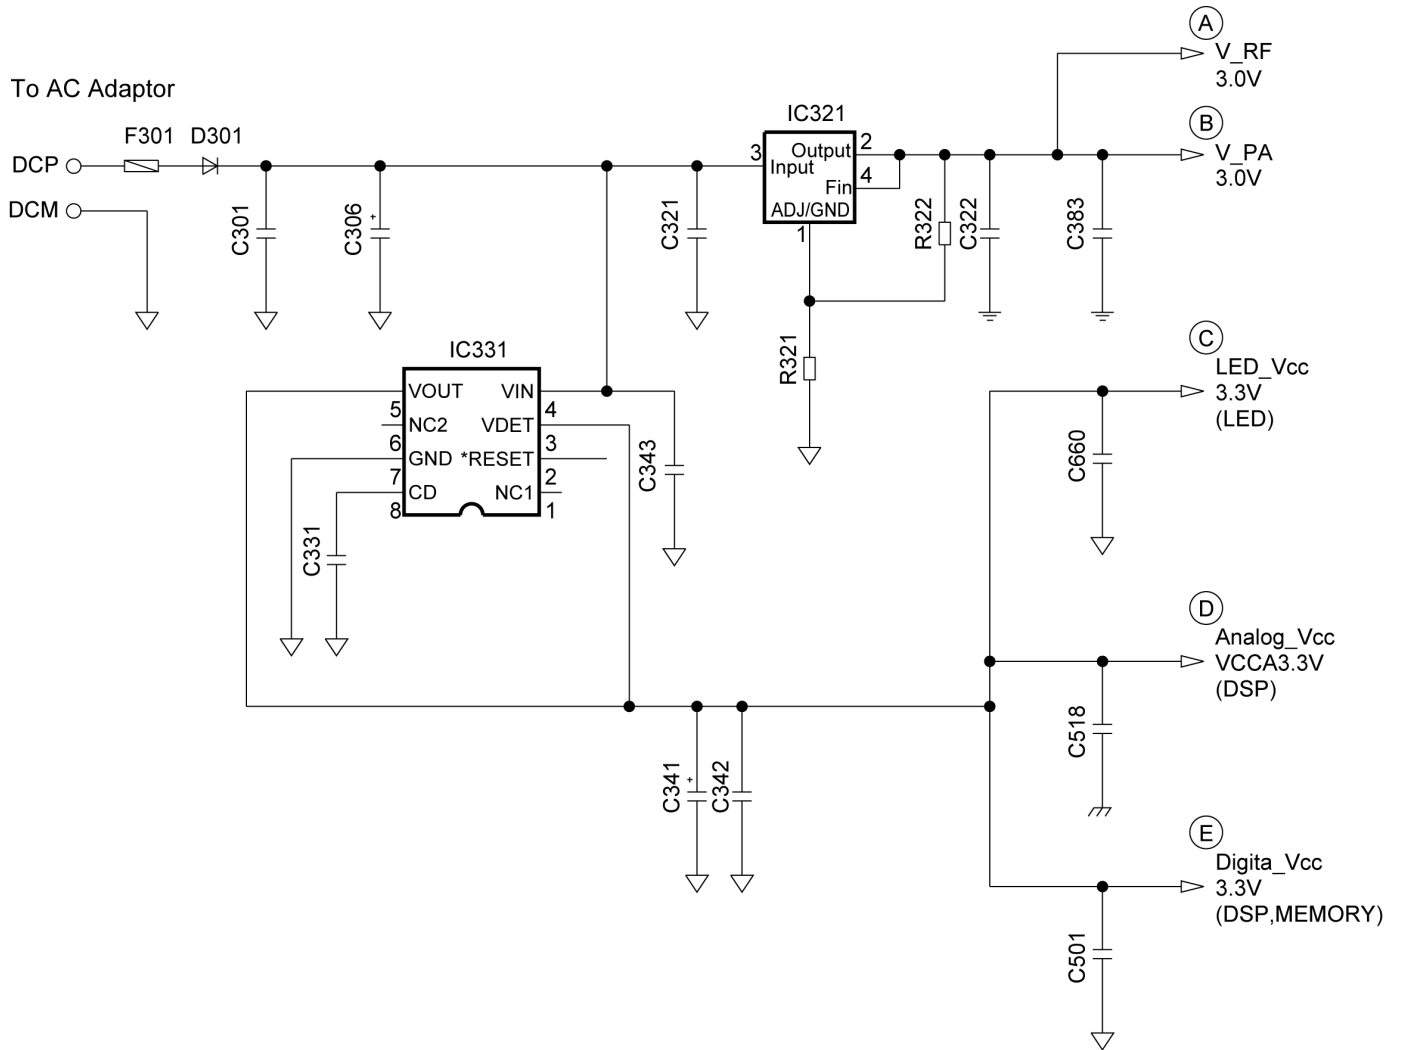 To AC Adaptor
F301 D301
DCP
DCM
C301
C306
+
C321
IC321
3
Input
Output
2
Fin
4
ADJ/GND
1
R322
C322
C383
R321
A
V_RF
3.0V
B
V_PA
3.0V
IC331
VOUT
VIN
5
4
NC2
VDET
6
3
GND
*RESET
7
2
CD
NC1
8
1
C331
C343
C341
+
C342
C
LED_Vcc
3.3V
(LED)
C660
D
Analog_Vcc
VCCA3.3V
(DSP)
C518
E
Digita_Vcc
3.3V
(DSP,MEMORY)
C501